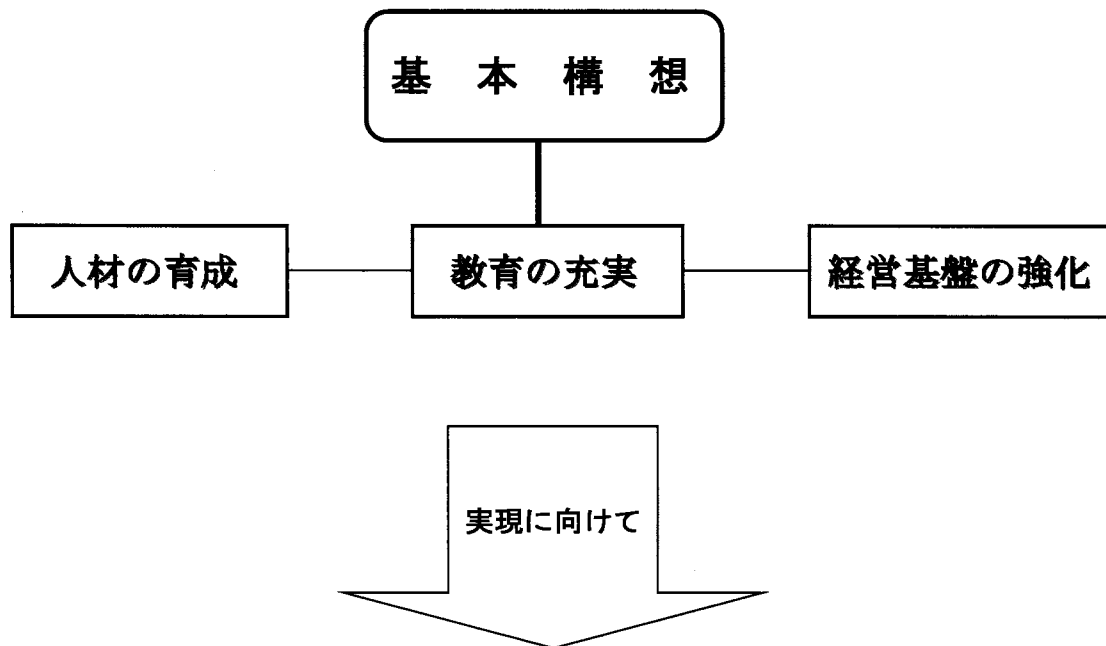 基本構想
人材の育成
教育の充実
経営基盤の強化
実現に向けて